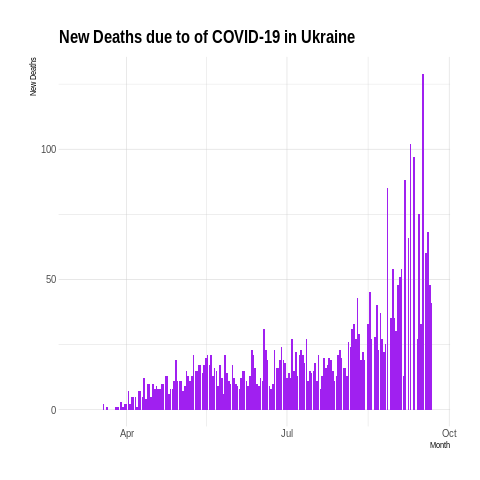 New Deaths due to of COVID-19 in Ukraine
New Deaths
100
50
0
Apr
Jul
Oct
Month